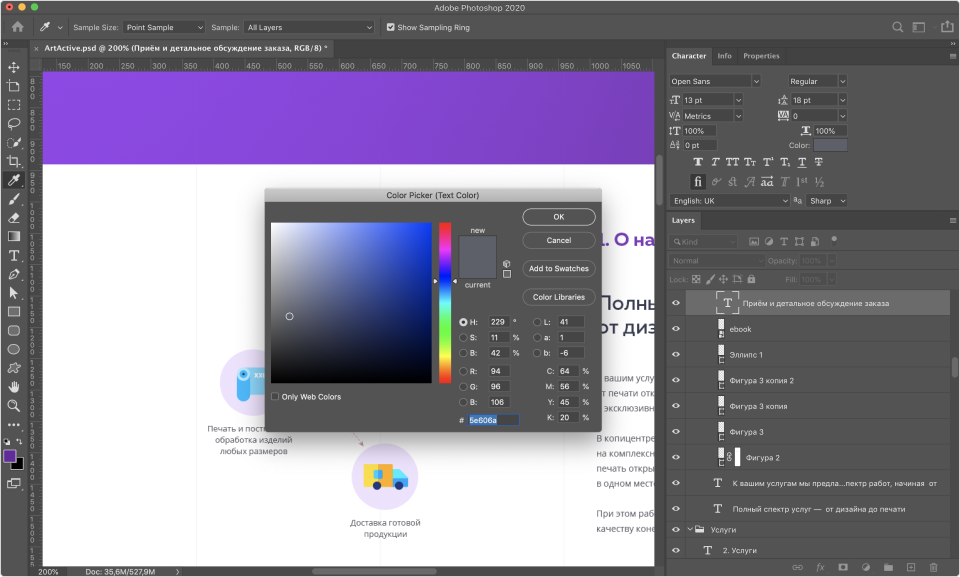 Adobe Photoshop 2020
Sample Size: Point Sample Sample: All Layers Show Sampling Ring
× ArtActive.psd @ 200% (Приём и детальное обсуждение заказа, RGB/8) *
150 200 250 300 350 400 450 500 550 600 650 700 750 800 850 900 950 1000 1050
Character Info Properties
Open Sans Regular
13 pt 18 pt
Metrics 0
100% 100%
0 pt Color:
English: UK Sharp
Color Picker (Text Color)
new
current
OK
Cancel
Add to Swatches
Color Libraries
H: 229 ° L: 41
S: 11 % a: 1
B: 42 % b: -6
R: 94 C: 64 %
G: 96 M: 56 %
B: 106 Y: 45 %
# 5e606a K: 20 %
Only Web Colors
1. О на
Полны
от диз
вашим услу
т печати отк
эксклюзивн
В копицентре
на комплексн
печать откры
в одном мест
При этом раб
качеству кон
XXL
Печать и пост
обработка изделий
любых размеров
Доставка готовой
продукции
Layers
Kind
Normal Opacity: 100%
Lock: Fill: 100%
Приём и детальное обсуждение заказа
ebook
Эллипс 1
Фигура 3 копия 2
Фигура 3 копия
Фигура 3
Фигура 2
К вашим услугам мы предла...пектр работ, начиная от
Полный спектр услуг — от дизайна до печати
Услуги
2. Услуги
200% Doc: 35,6M/527,9M